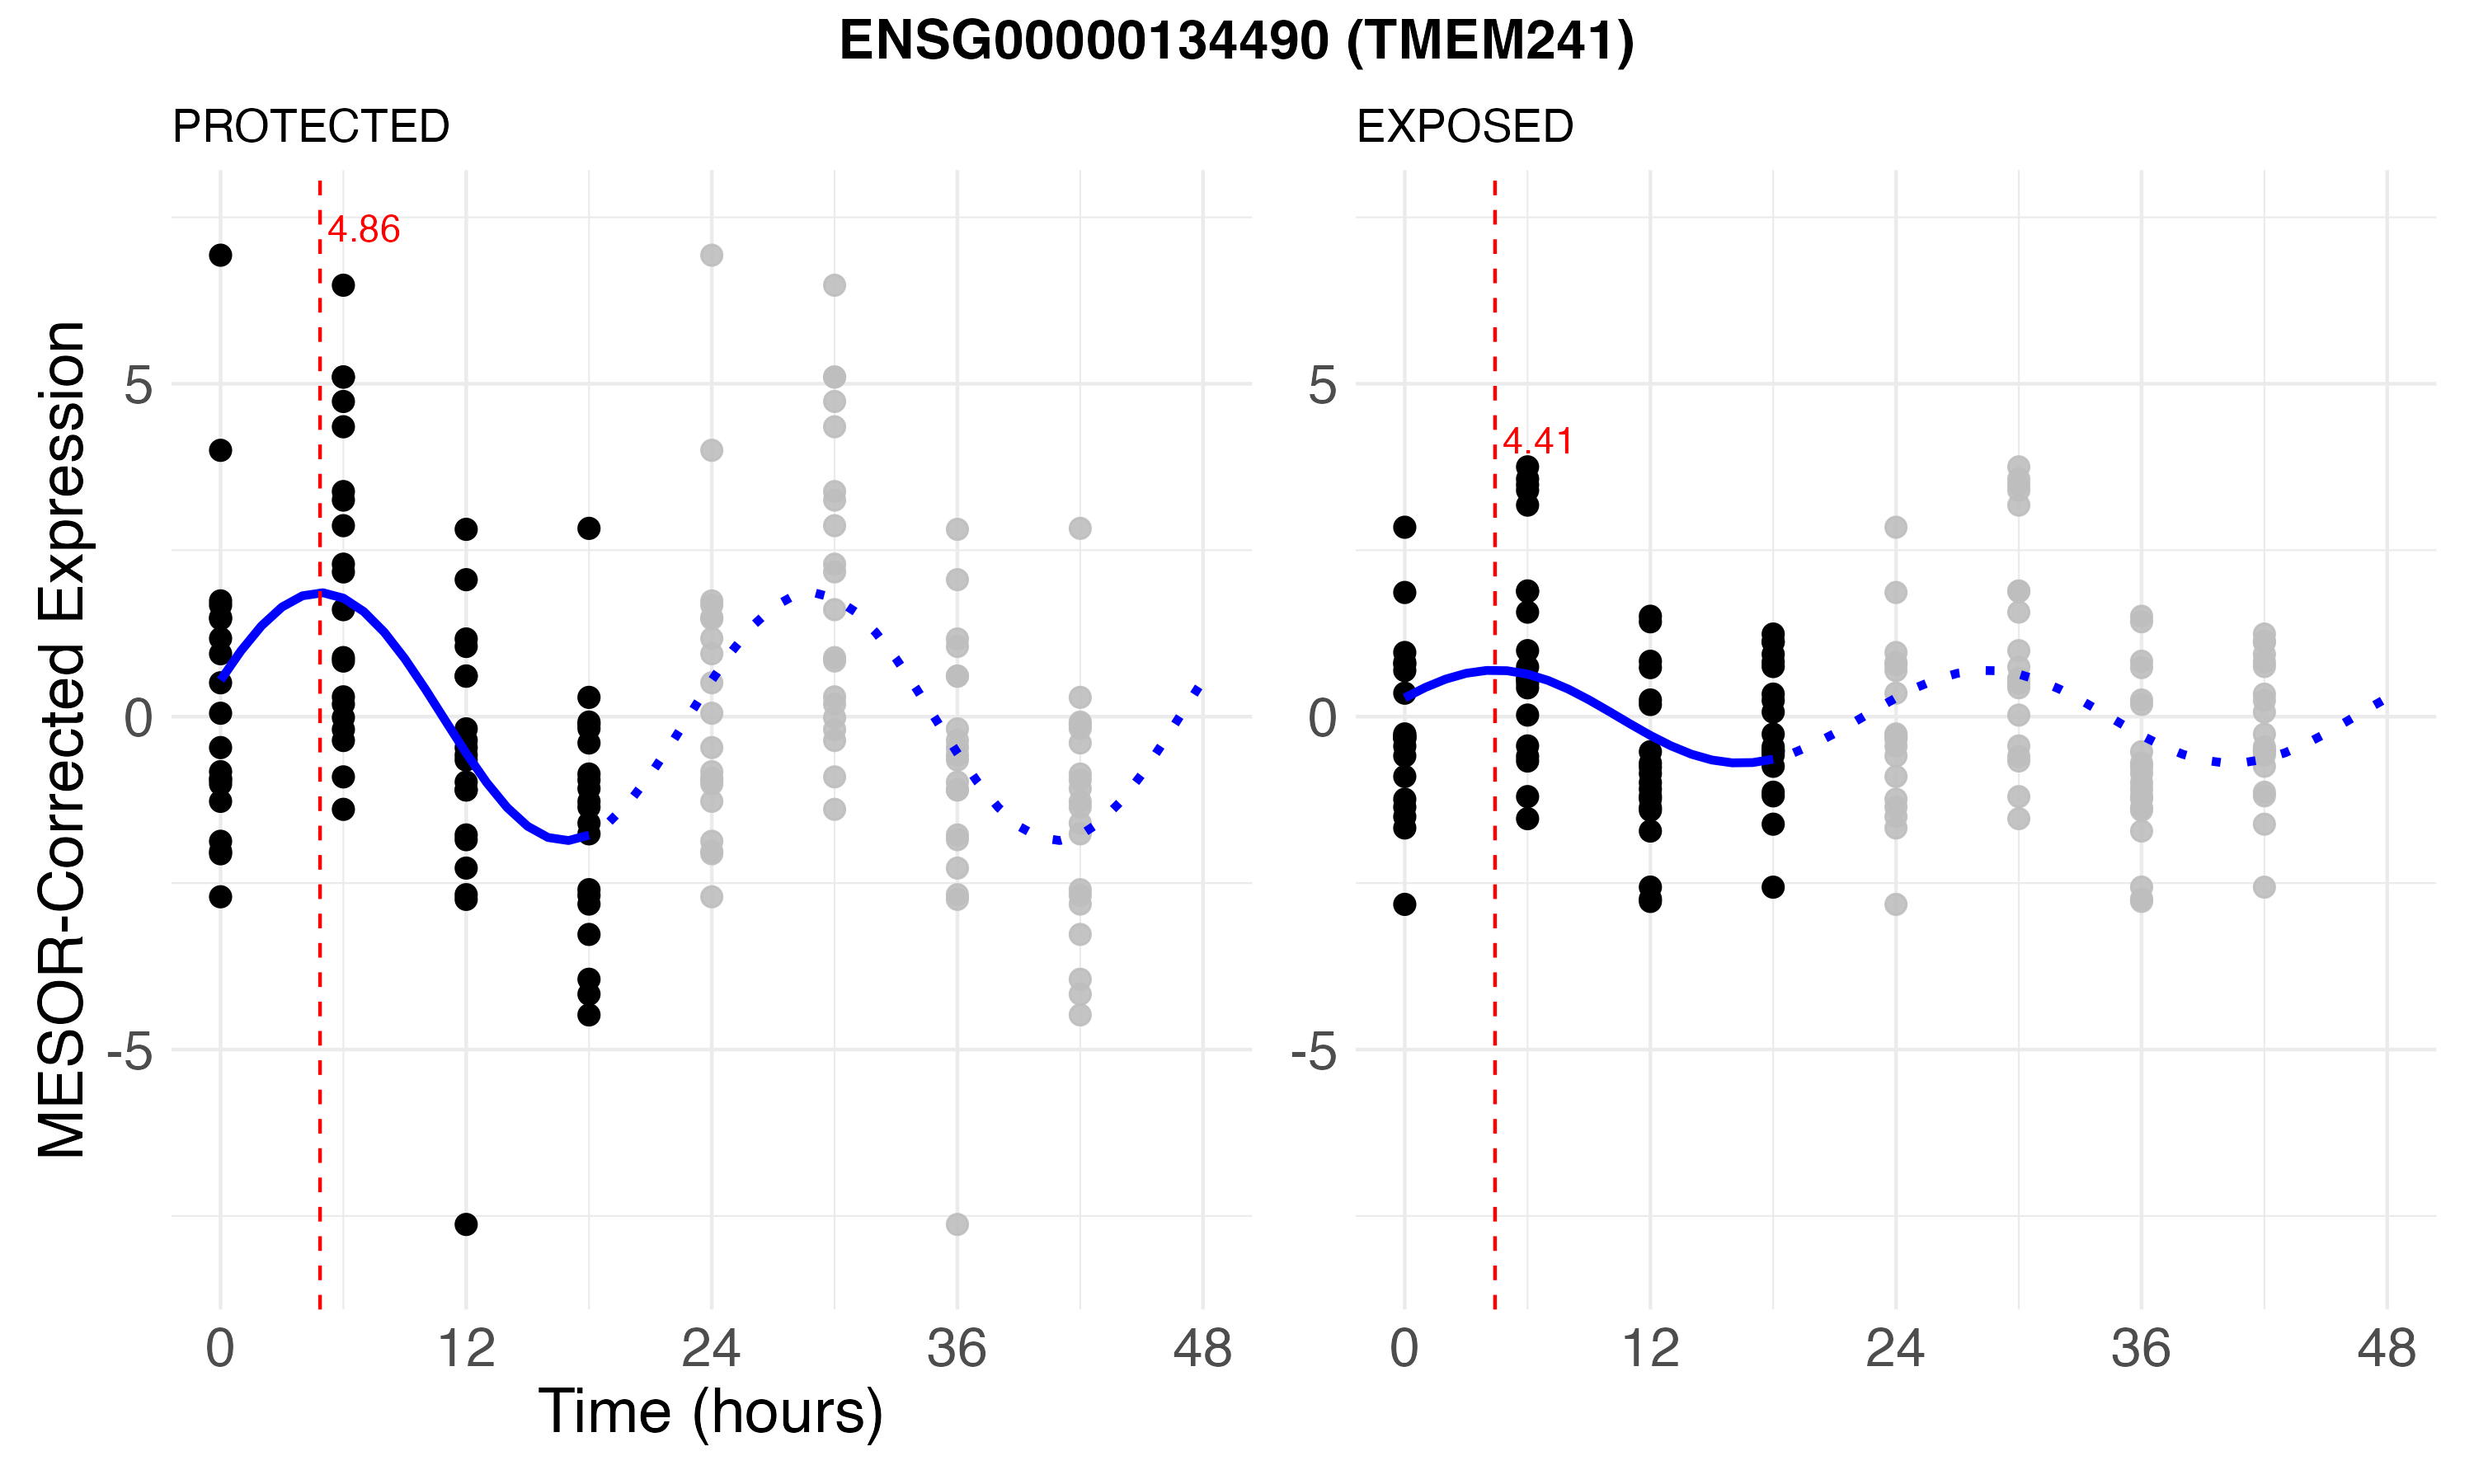 ENSG00000134490 (TMEM241)
PROTECTED
EXPOSED
MESOR-Corrected Expression
4.86
5
0
-5
0 12 24 36 48
Time (hours)
4.41
5
0
-5
0 12 24 36 48